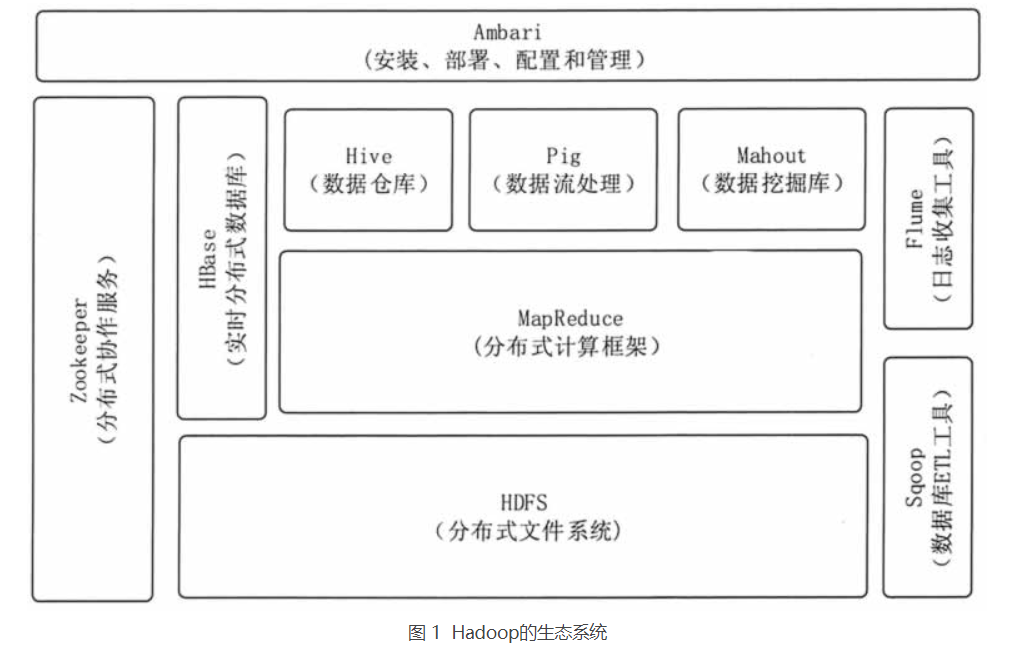 Ambari
(安装、部署、配置和管理)
Zookeeper
(分布式协作服务)
HBase
(实时分布式数据库)
Hive
(数据仓库)
Pig
(数据流处理)
Mahout
(数据挖掘库)
Flume
(日志收集工具)
MapReduce
(分布式计算框架)
Sqoop
(数据库ETL工具)
HDFS
(分布式文件系统)
图 1 Hadoop的生态系统